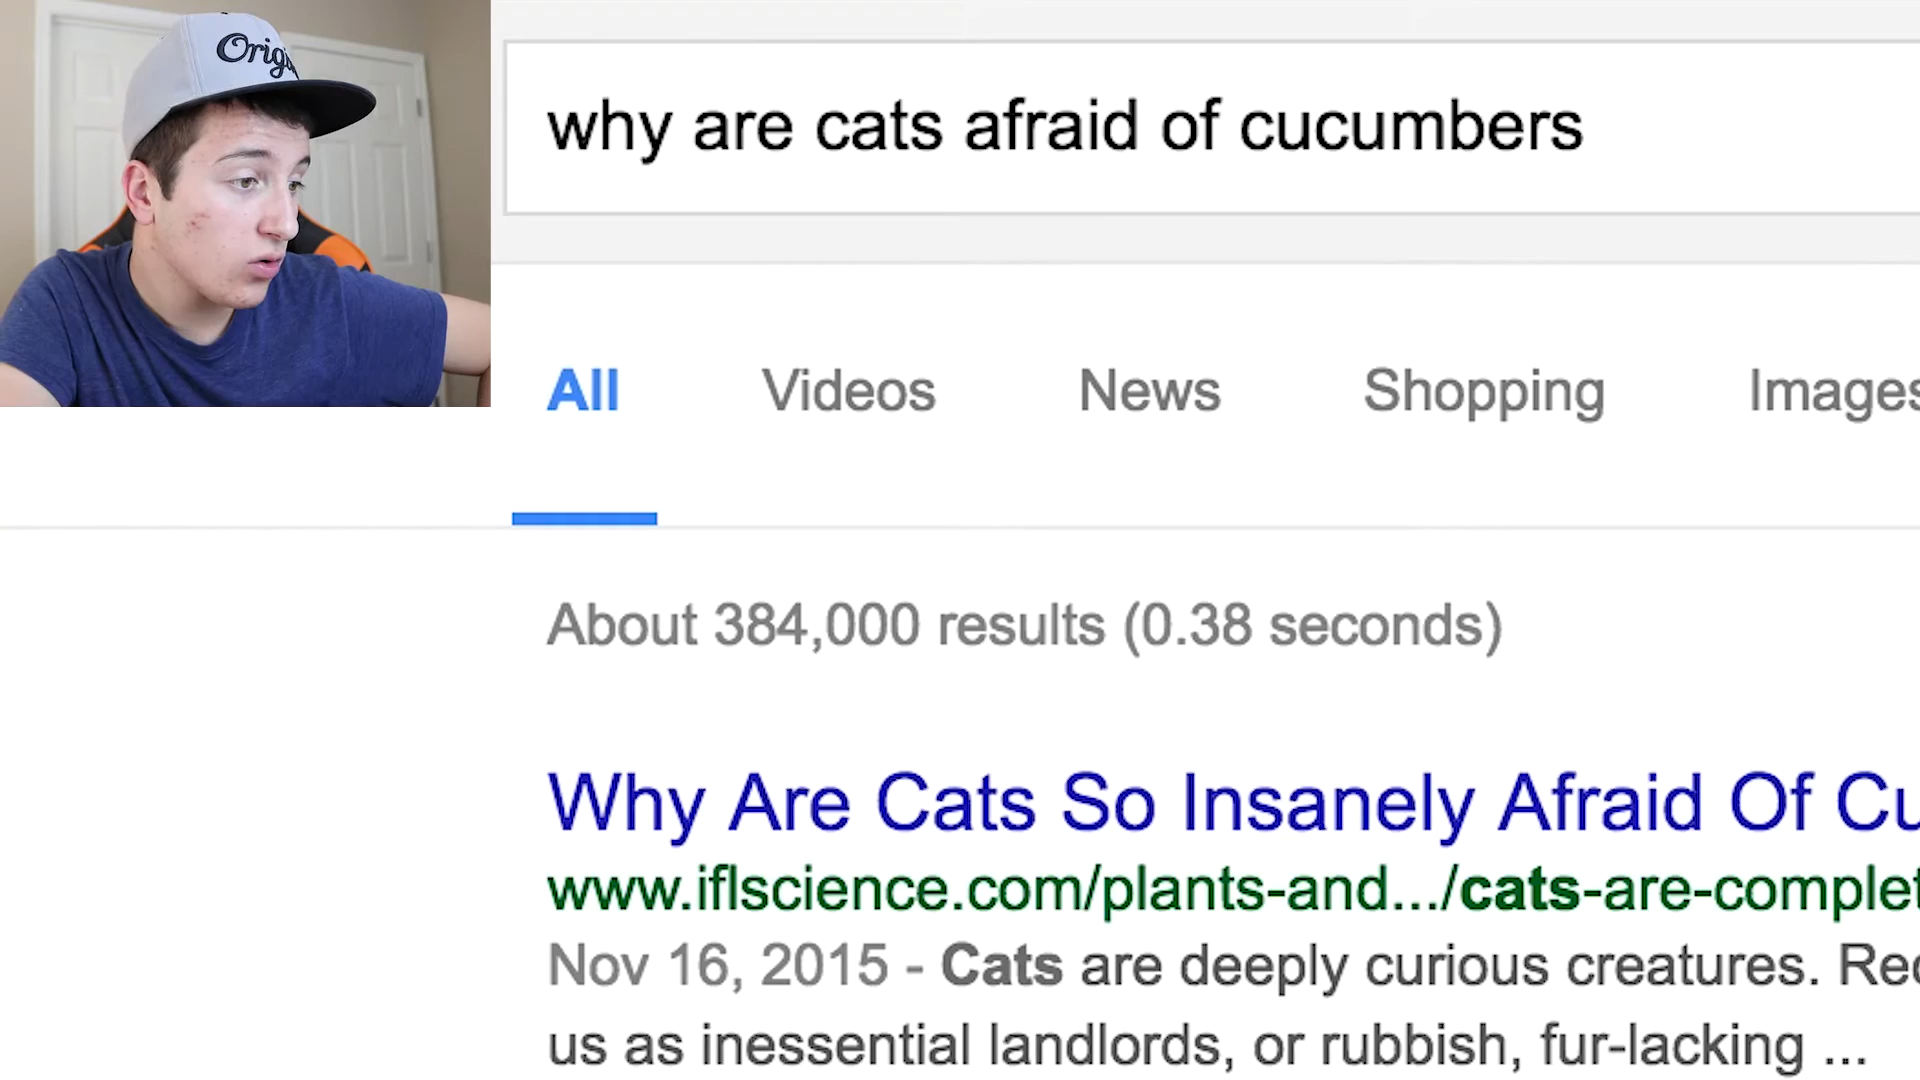 why are cats afraid of cucumbers
All Videos News Shopping Images
About 384,000 results (0.38 seconds)
Why Are Cats So Insanely Afraid Of
www.iflscience.com/plants-and.../cats-are-complet
Nov 16, 2015 - Cats are deeply curious creatures.
us as inessential landlords, or rubbish, fur-lacking ...